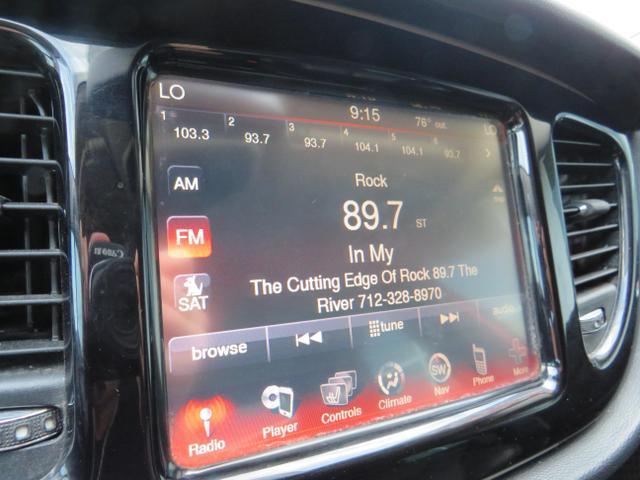 LO
9:15
76° out.
LO
1 103.3
2 93.7
3 93.7
4 104.1
5 104.1
6 93.7
AM
Rock
89.7 ST
FM
In My
The Cutting Edge Of Rock 89.7 The
River 712-328-8970
SAT
browse
tune
audio
Radio
Player
Controls
Climate
SW
Nav
Phone
More